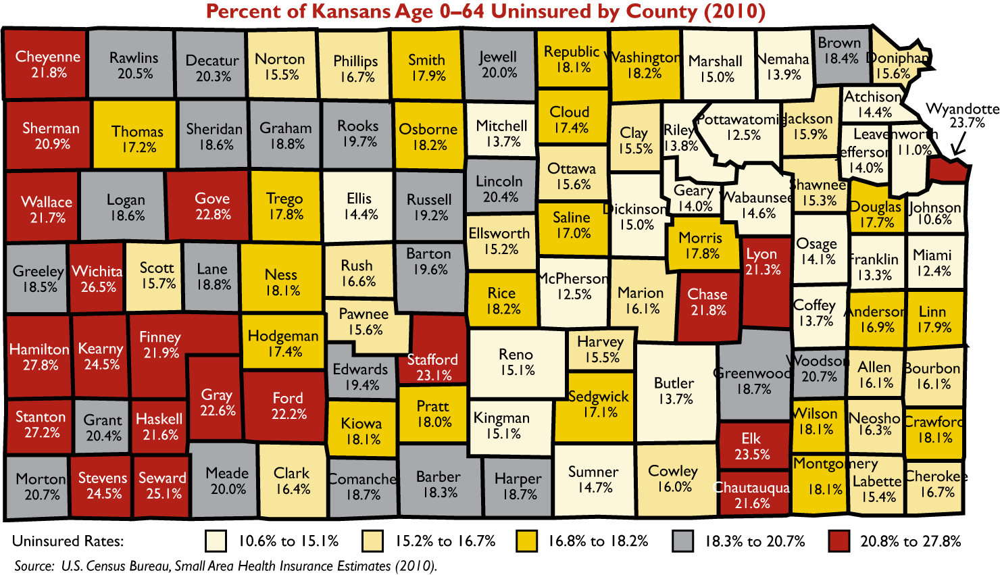 Percent of Kansans Age 0–64 Uninsured by County (2010)
Cheyenne
21.8%
Rawlins
20.5%
Decatur
20.3%
Norton
15.5%
Phillips
16.7%
Smith
17.9%
Jewell
20.0%
Republic
18.1%
Washington
18.2%
Marshall
15.0%
Nemaha
13.9%
Brown
18.4%
Doniphan
15.6%
Atchison
14.4%
Wyandotte
23.7%
Sherman
20.9%
Thomas
17.2%
Sheridan
18.6%
Graham
18.8%
Rooks
19.7%
Osborne
18.2%
Mitchell
13.7%
Cloud
17.4%
Clay
15.5%
Riley
13.8%
Pottawatomie
12.5%
Jackson
15.9%
Jefferson
14.0%
Leavenworth
11.0%
Wallace
21.7%
Logan
18.6%
Gove
22.8%
Trego
17.8%
Ellis
14.4%
Russell
19.2%
Lincoln
20.4%
Ottawa
15.6%
Saline
17.0%
Dickinson
15.0%
Geary
14.0%
Wabaunsee
14.6%
Shawnee
15.3%
Douglas
17.7%
Johnson
10.6%
Greeley
18.5%
Wichita
26.5%
Scott
15.7%
Lane
18.8%
Ness
18.1%
Rush
16.6%
Barton
19.6%
Ellsworth
15.2%
Rice
18.2%
McPherson
12.5%
Marion
16.1%
Morris
17.8%
Chase
21.8%
Lyon
21.3%
Osage
14.1%
Franklin
13.3%
Miami
12.4%
Coffey
13.7%
Anderson
16.9%
Linn
17.9%
Hamilton
27.8%
Kearny
24.5%
Finney
21.9%
Hodgeman
17.4%
Pawnee
15.6%
Edwards
19.4%
Stafford
23.1%
Reno
15.1%
Harvey
15.5%
Sedgwick
17.1%
Butler
13.7%
Greenwood
18.7%
Woodson
20.7%
Allen
16.1%
Bourbon
16.1%
Stanton
27.2%
Grant
20.4%
Haskell
21.6%
Gray
22.6%
Ford
22.2%
Kiowa
18.1%
Pratt
18.0%
Kingman
15.1%
Elk
23.5%
Wilson
18.1%
Neosho
16.3%
Crawford
18.1%
Morton
20.7%
Stevens
24.5%
Seward
25.1%
Meade
20.0%
Clark
16.4%
Comanche
18.7%
Barber
18.3%
Harper
18.7%
Sumner
14.7%
Cowley
16.0%
Chautauqua
21.6%
Montgomery
18.1%
Labette
15.4%
Cherokee
16.7%
Uninsured Rates: 10.6% to 15.1% 15.2% to 16.7% 16.8% to 18.2% 18.3% to 20.7% 20.8% to 27.8%
Source: U.S. Census Bureau, Small Area Health Insurance Estimates (2010).